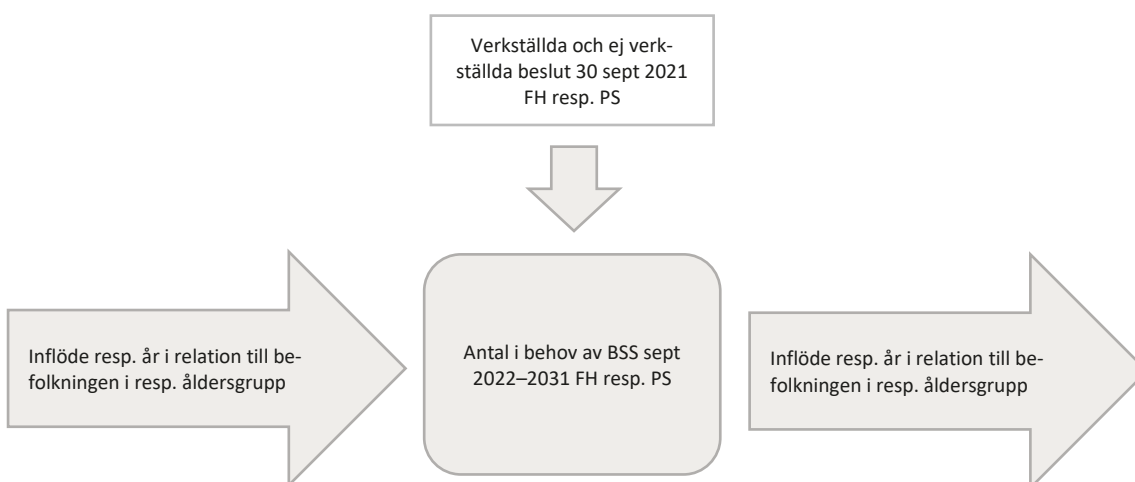 Verkställda och ej verk-
ställda beslut 30 sept 2021
FH resp. PS
Inflöde resp. år i relation till be-
folkningen i resp. åldersgrupp
Antal i behov av BSS sept
2022–2031 FH resp. PS
Inflöde resp. år i relation till be-
folkningen i resp. åldersgrupp